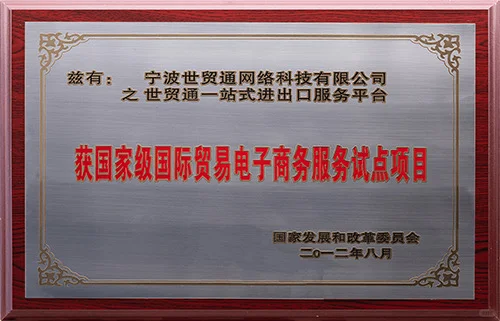 兹有： 宁波世贸通网络科技有限公司
之世贸通一站式进出口服务平台
获国家级国际贸易电子商务服务试点项目
国家发展和改革委员会
二o一二年八月